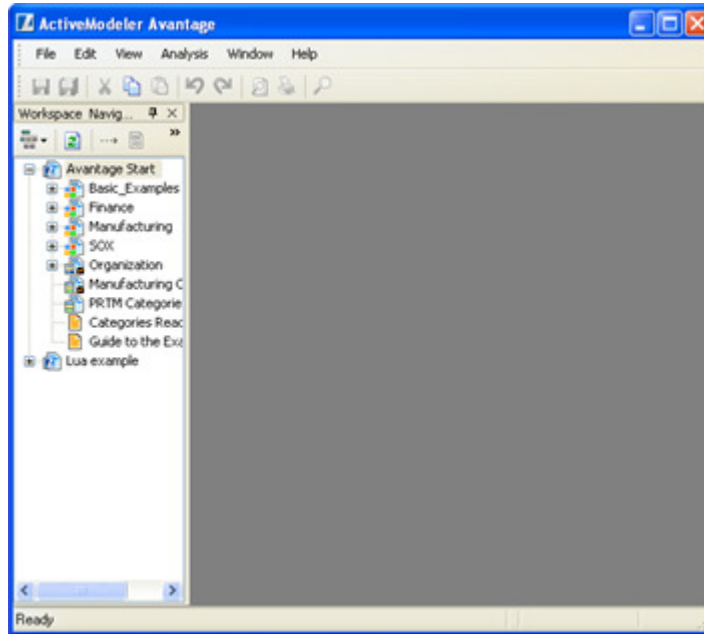 ActiveModeler Avantage
File Edit View Analysis Window Help
Workspace Navig...
Avantage Start
Basic_Examples
Finance
Manufacturing
SOX
Organization
Manufacturing C
PRTM Categorie
Categories Reac
Guide to the Exa
Lua example
Ready